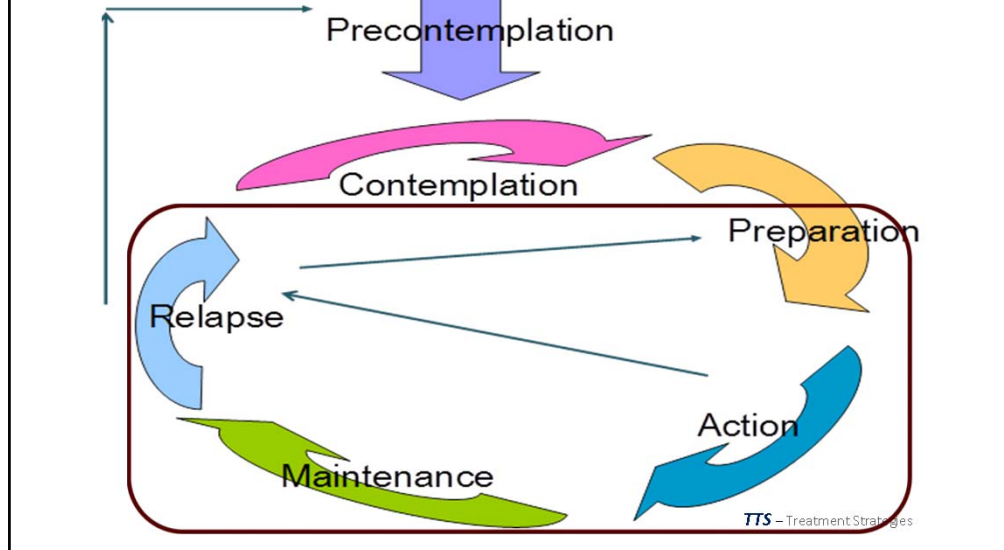 Precontemplation
Contemplation
Preparation
Relapse
Action
Maintenance
TTS – Treatment Strategies